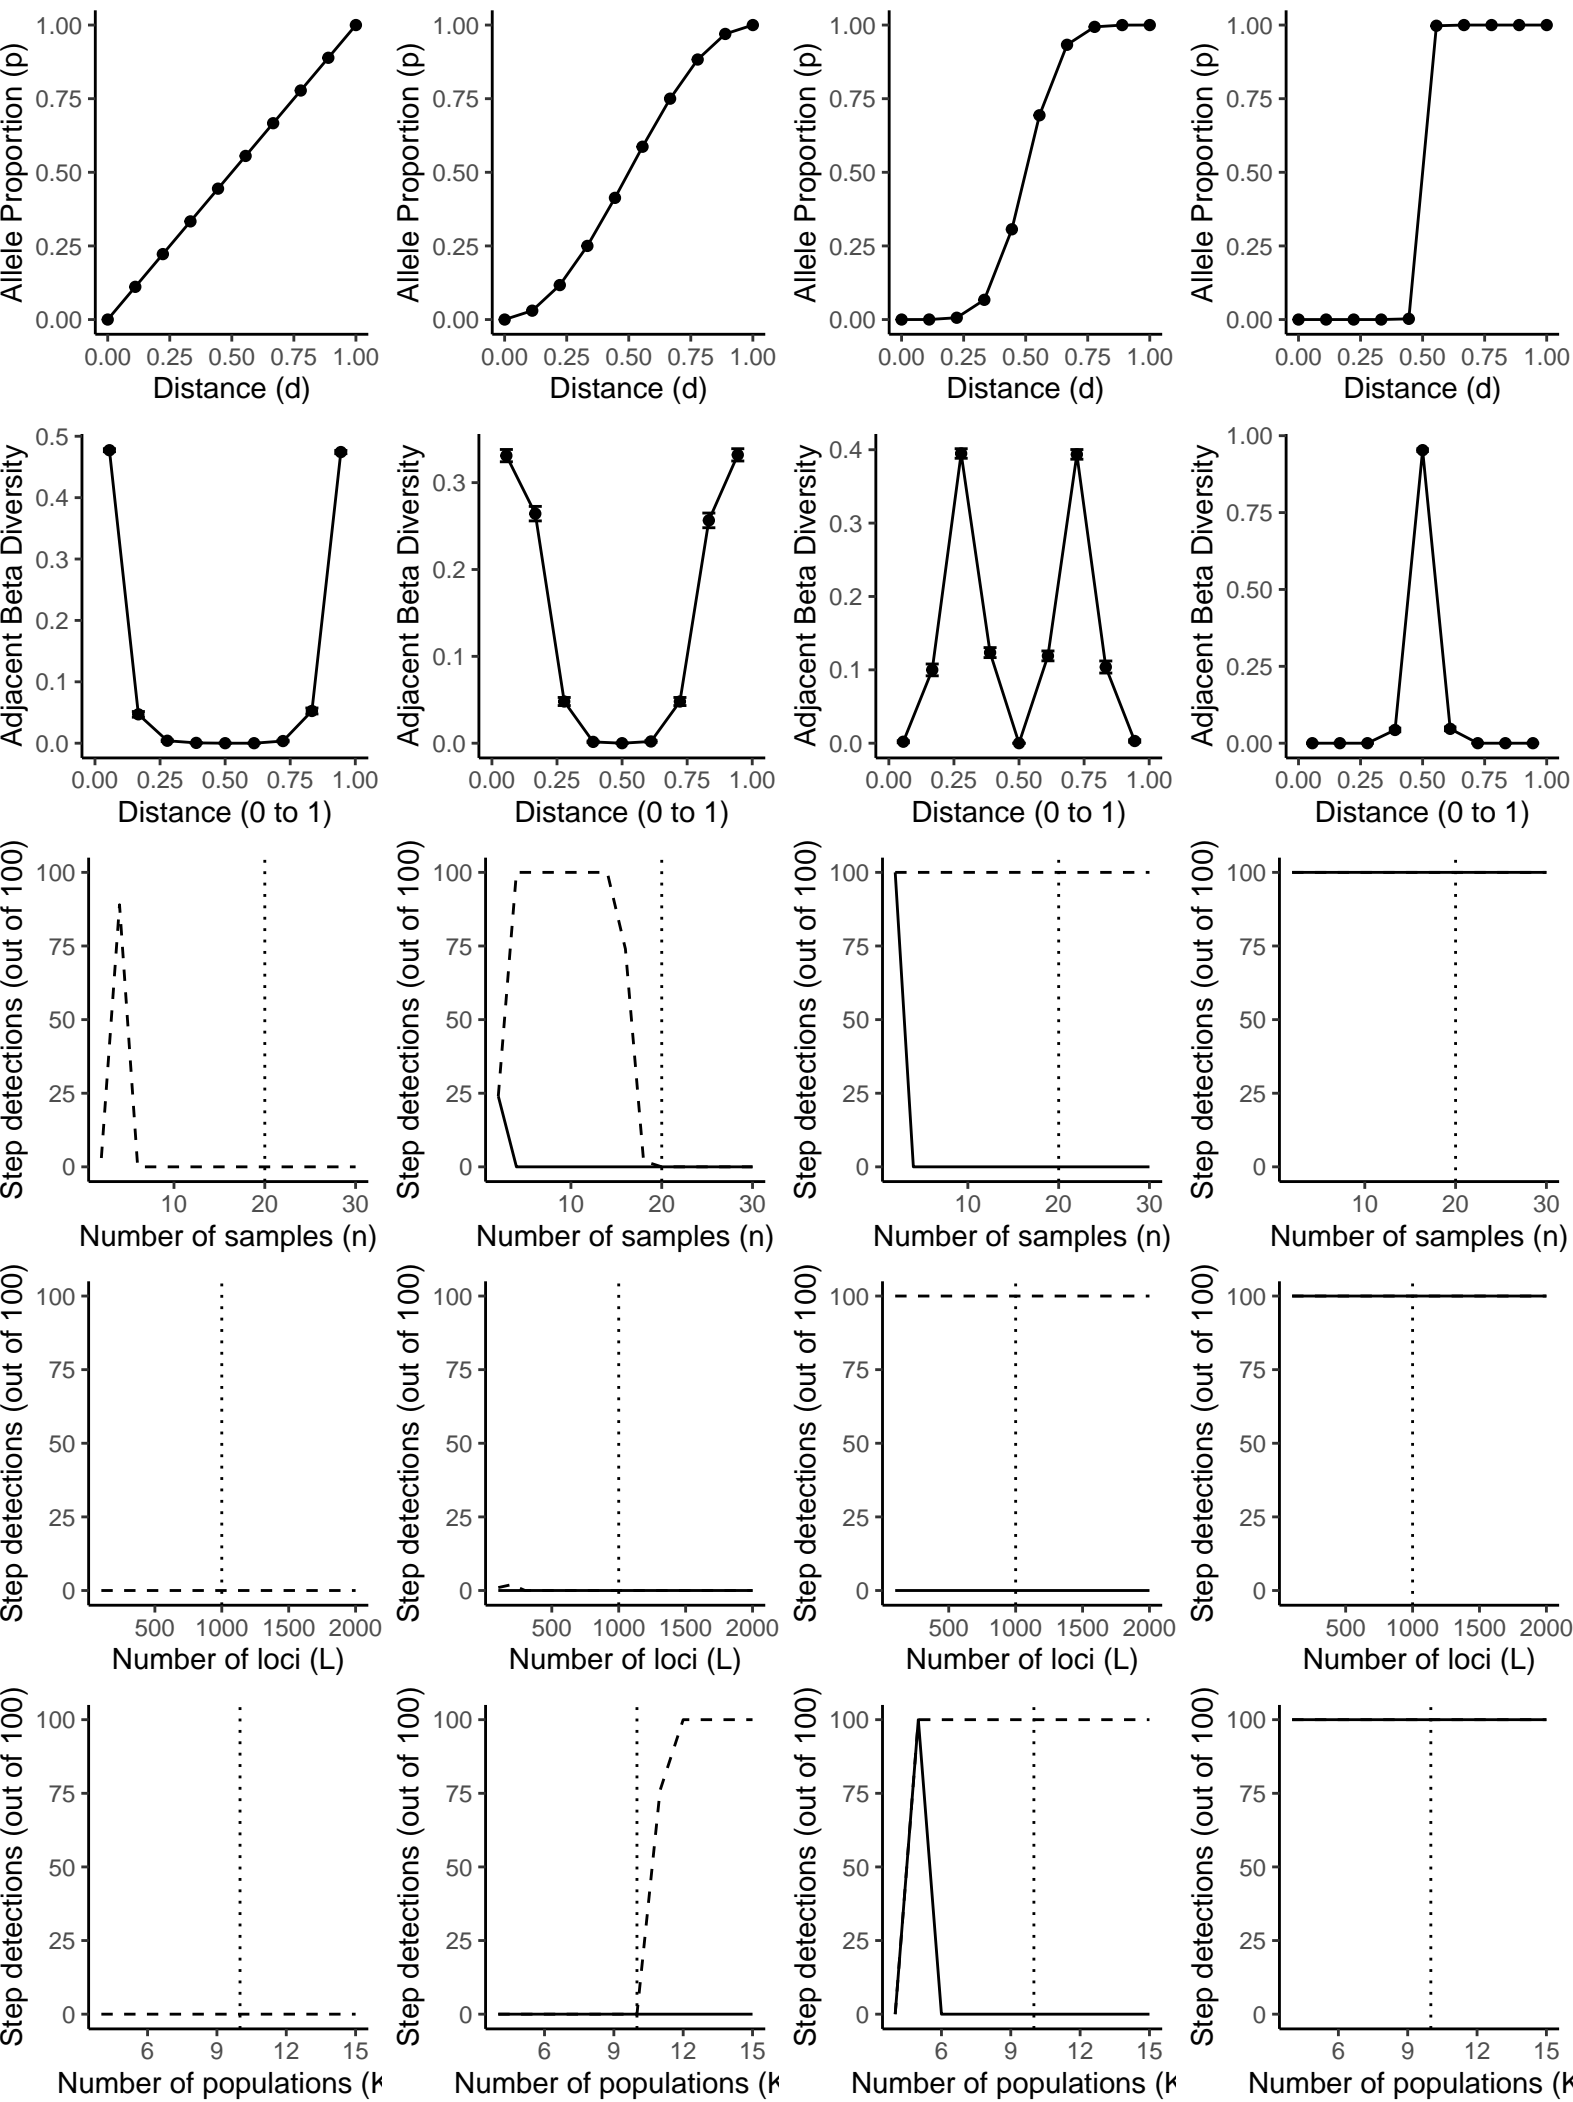 Allele Proportion (p)
1.00
0.75
0.50
0.25
0.00
0.00 0.25 0.50 0.75 1.00
Distance (d)
Allele Proportion (p)
1.00
0.75
0.50
0.25
0.00
0.00 0.25 0.50 0.75 1.00
Distance (d)
Allele Proportion (p)
1.00
0.75
0.50
0.25
0.00
0.00 0.25 0.50 0.75 1.00
Distance (d)
Allele Proportion (p)
1.00
0.75
0.50
0.25
0.00
0.00 0.25 0.50 0.75 1.00
Distance (d)
Adjacent Beta Diversity
0.5
0.4
0.3
0.2
0.1
0.0
0.00 0.25 0.50 0.75 1.00
Distance (0 to 1)
Adjacent Beta Diversity
0.3
0.2
0.1
0.0
0.00 0.25 0.50 0.75 1.00
Distance (0 to 1)
Adjacent Beta Diversity
0.4
0.3
0.2
0.1
0.0
0.00 0.25 0.50 0.75 1.00
Distance (0 to 1)
Adjacent Beta Diversity
1.00
0.75
0.50
0.25
0.00
0.00 0.25 0.50 0.75 1.00
Distance (0 to 1)
Step detections (out of 100)
100
75
50
25
0
10 20 30
Number of samples (n)
Step detections (out of 100)
100
75
50
25
0
10 20 30
Number of samples (n)
Step detections (out of 100)
100
75
50
25
0
10 20 30
Number of samples (n)
Step detections (out of 100)
100
75
50
25
0
10 20 30
Number of samples (n)
Step detections (out of 100)
100
75
50
25
0
500 1000 1500 2000
Number of loci (L)
Step detections (out of 100)
100
75
50
25
0
500 1000 1500 2000
Number of loci (L)
Step detections (out of 100)
100
75
50
25
0
500 1000 1500 2000
Number of loci (L)
Step detections (out of 100)
100
75
50
25
0
500 1000 1500 2000
Number of loci (L)
Step detections (out of 100)
100
75
50
25
0
6 9 12 15
Number of populations (K
Step detections (out of 100)
100
75
50
25
0
6 9 12 15
Number of populations (K
Step detections (out of 100)
100
75
50
25
0
6 9 12 15
Number of populations (K
Step detections (out of 100)
100
75
50
25
0
6 9 12 15
Number of populations (K